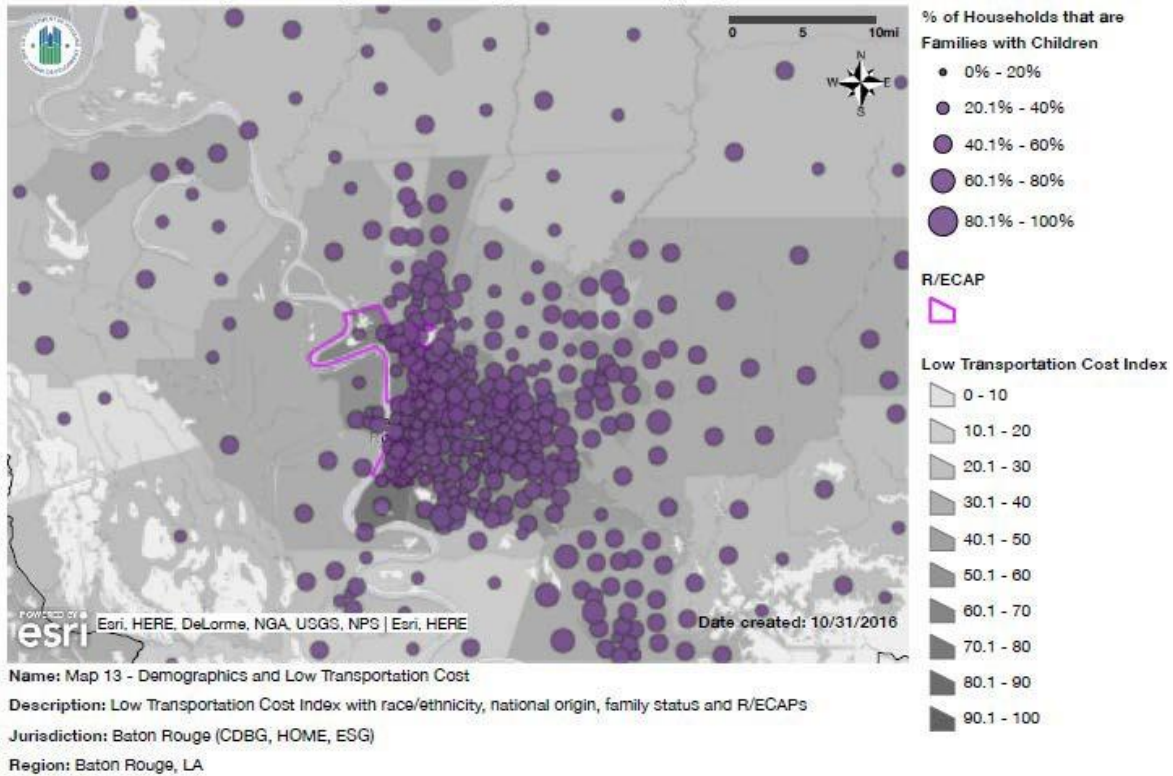 % of Households that are
Families with Children
0% - 20%
20.1% - 40%
40.1% - 60%
60.1% - 80%
80.1% - 100%
R/ECAP
Low Transportation Cost Index
0 - 10
10.1 - 20
20.1 - 30
30.1 - 40
40.1 - 50
50.1 - 60
60.1 - 70
70.1 - 80
80.1 - 90
90.1 - 100
0 5 10mi
N
W E
S
POWERED BY
esri
Esri, HERE, DeLorme, NGA, USGS, NPS | Esri, HERE
Date created: 10/31/2016
Name: Map 13 - Demographics and Low Transportation Cost
Description: Low Transportation Cost Index with race/ethnicity, national origin, family status and R/ECAPs
Jurisdiction: Baton Rouge (CDBG, HOME, ESG)
Region: Baton Rouge, LA